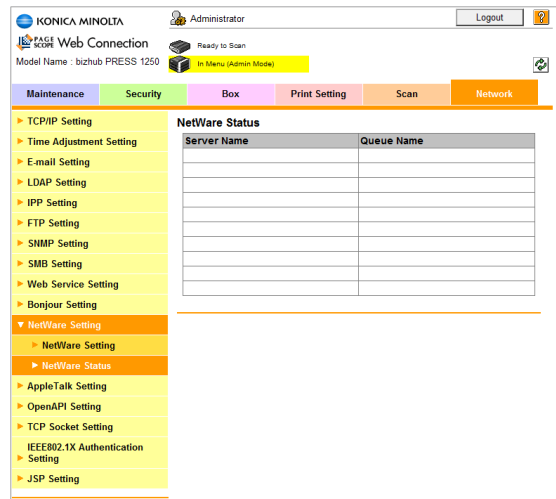 KONICA MINOLTA
Administrator
Logout
?
PAGE SCOPE Web Connection
Ready to Scan
Model Name : bizhub PRESS 1250
In Menu (Admin Mode)
Maintenance Security Box Print Setting Scan Network
TCP/IP Setting
Time Adjustment Setting
E-mail Setting
LDAP Setting
IPP Setting
FTP Setting
SNMP Setting
SMB Setting
Web Service Setting
Bonjour Setting
NetWare Setting
NetWare Setting
NetWare Status
AppleTalk Setting
OpenAPI Setting
TCP Socket Setting
IEEE802.1X Authentication
Setting
JSP Setting
NetWare Status
Server Name Queue Name